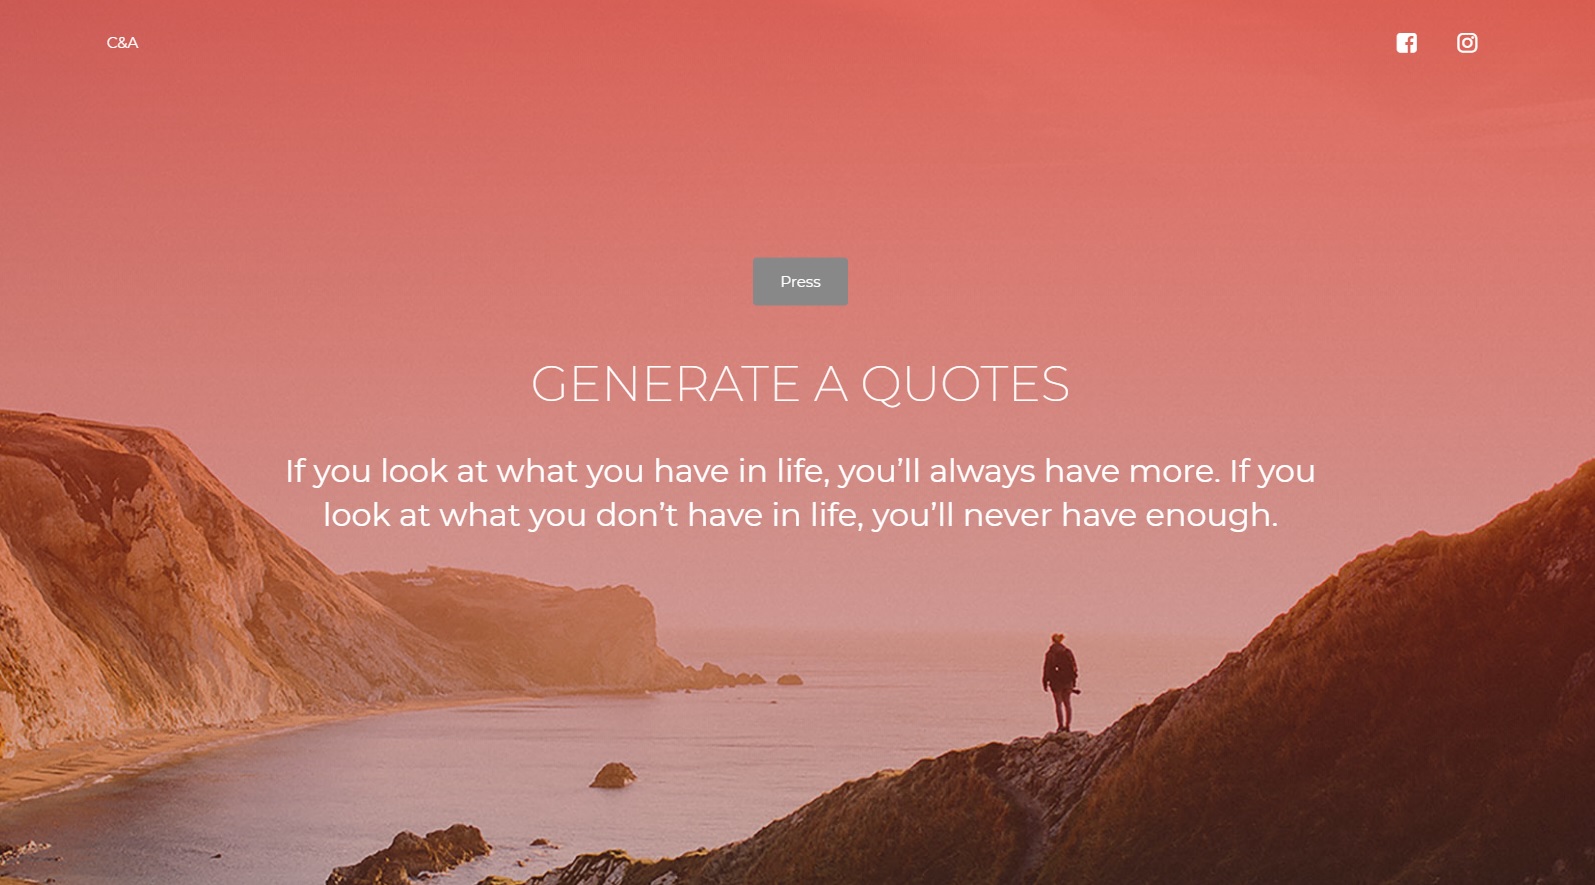 C&A
Press
GENERATE A QUOTES
If you look at what you have in life, you’ll always have more. If you
look at what you don’t have in life, you’ll never have enough.